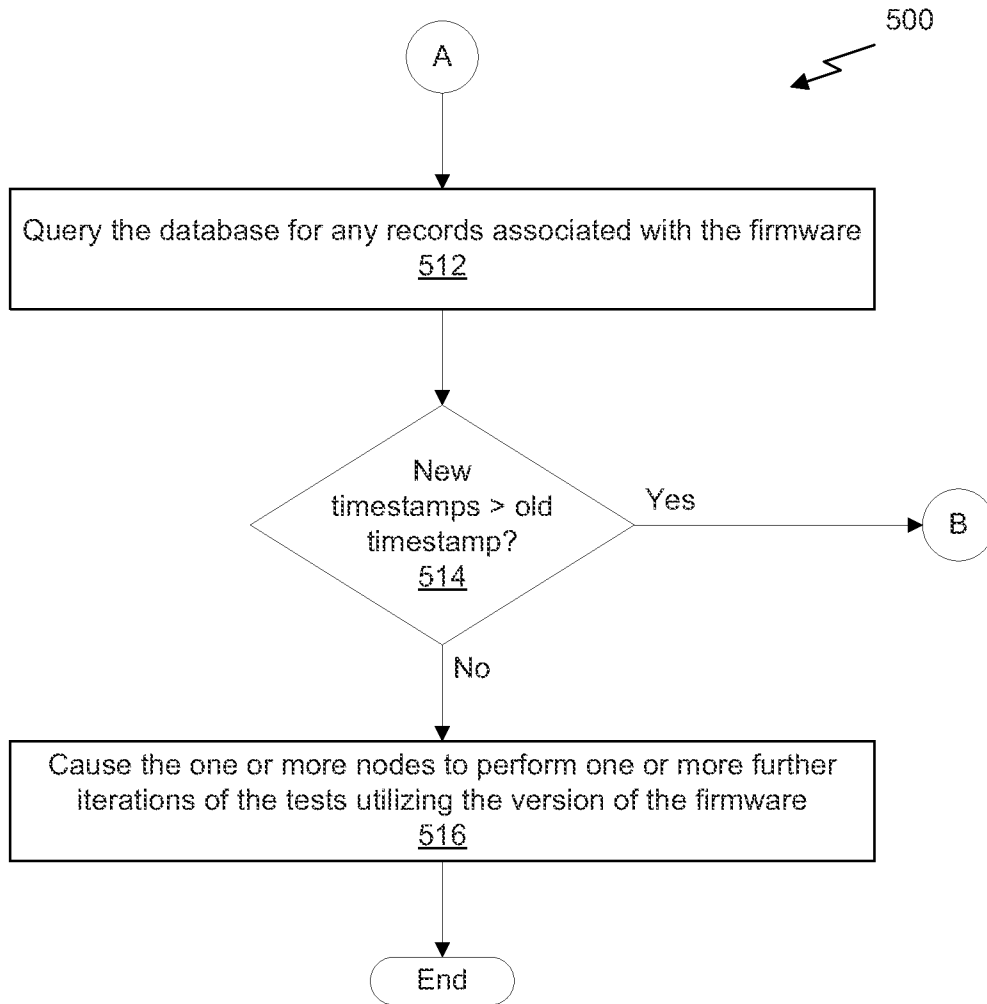 500
A
Query the database for any records associated with the firmware
512
New
timestamps > old
timestamp?
514
Yes
B
No
Cause the one or more nodes to perform one or more further
iterations of the tests utilizing the version of the firmware
516
End